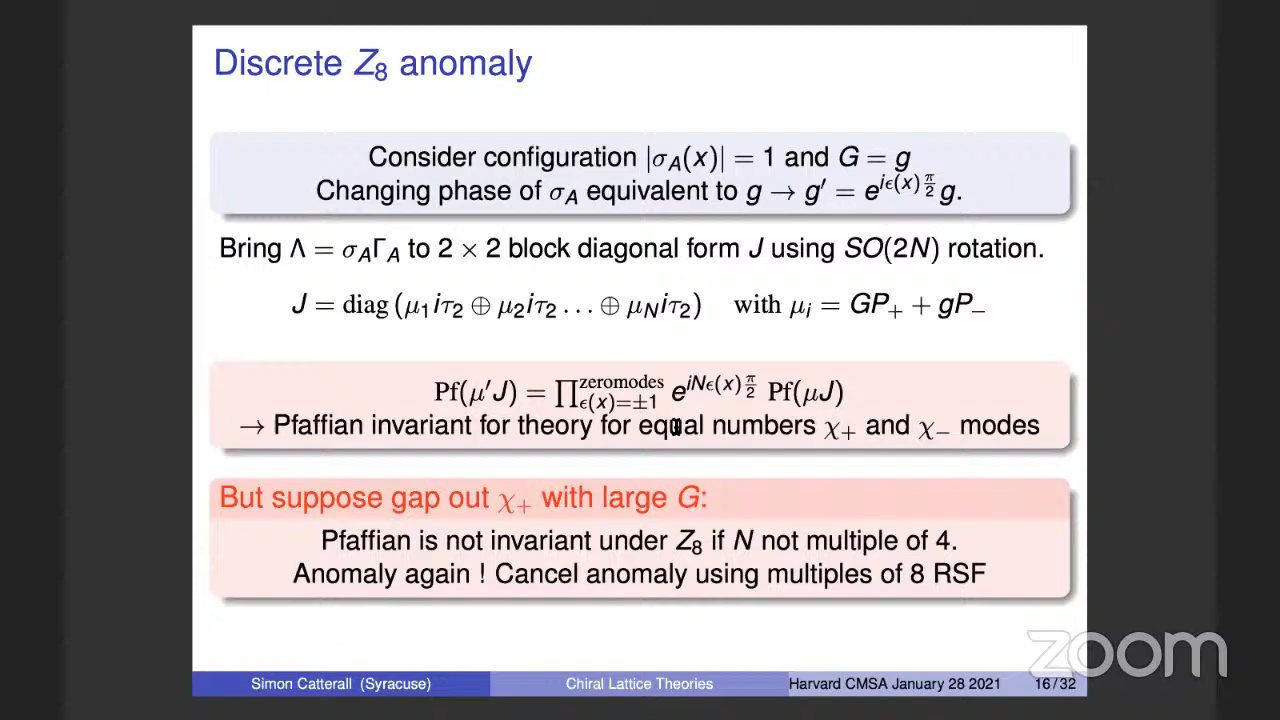 Discrete Z₈ anomaly
Consider configuration |σ_A(x)| = 1 and G = g
Changing phase of σ_A equivalent to g → g′ = e^{iϵ(x)π/2} g.
Bring Λ = σ_AΓ_A to 2 × 2 block diagonal form J using SO(2N) rotation.
J = diag (μ₁iτ₂ ⊕ μ₂iτ₂ … ⊕ μ_Niτ₂) with μᵢ = GP₊ + gP₋
Pf(μ′J) = ∏^{zeromodes}_{ϵ(x)=±1} e^{iNϵ(x)π/2} Pf(μJ)
→ Pfaffian invariant for theory for equal numbers χ₊ and χ₋ modes
But suppose gap out χ₊ with large G:
Pfaffian is not invariant under Z₈ if N not multiple of 4.
Anomaly again ! Cancel anomaly using multiples of 8 RSF
zoom
Simon Catterall (Syracuse) Chiral Lattice Theories Harvard CMSA January 28 2021 16/32